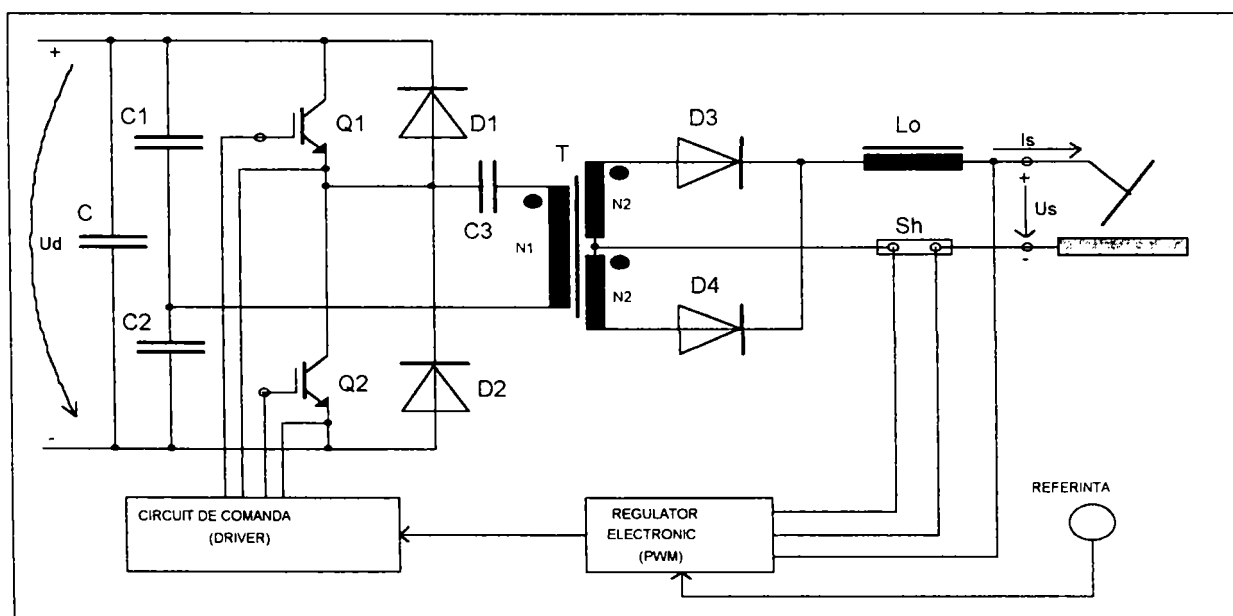 +
C1
Q1
D1
D3
Lo
Is
T
+
C
Ud
C3
N1
N2
Us
Sh
N2
D4
-
C2
Q2
D2
-
REFERINTA
CIRCUIT DE COMANDA
(DRIVER)
REGULATOR
ELECTRONIC
(PWM)